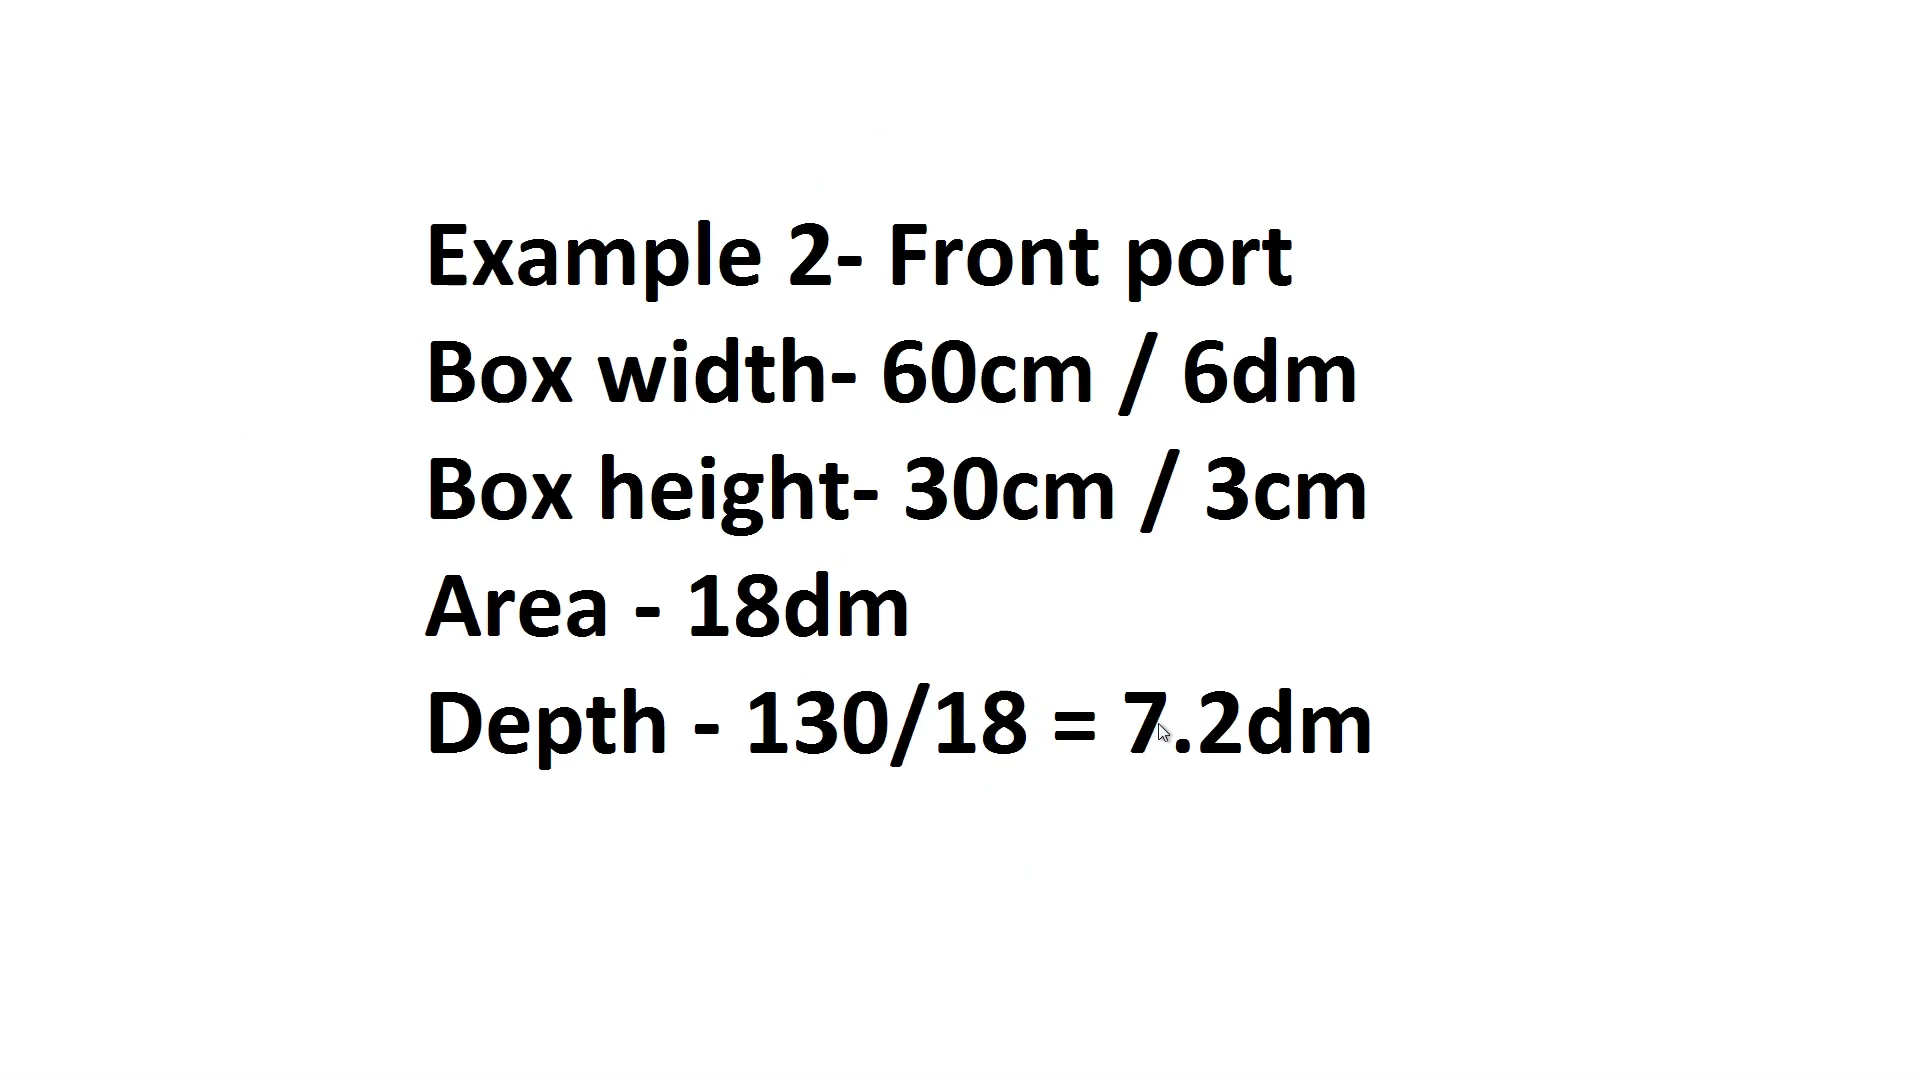 Example 2- Front port
Box width- 60cm / 6dm
Box height- 30cm / 3cm
Area - 18dm
Depth - 130/18 = 7.2dm